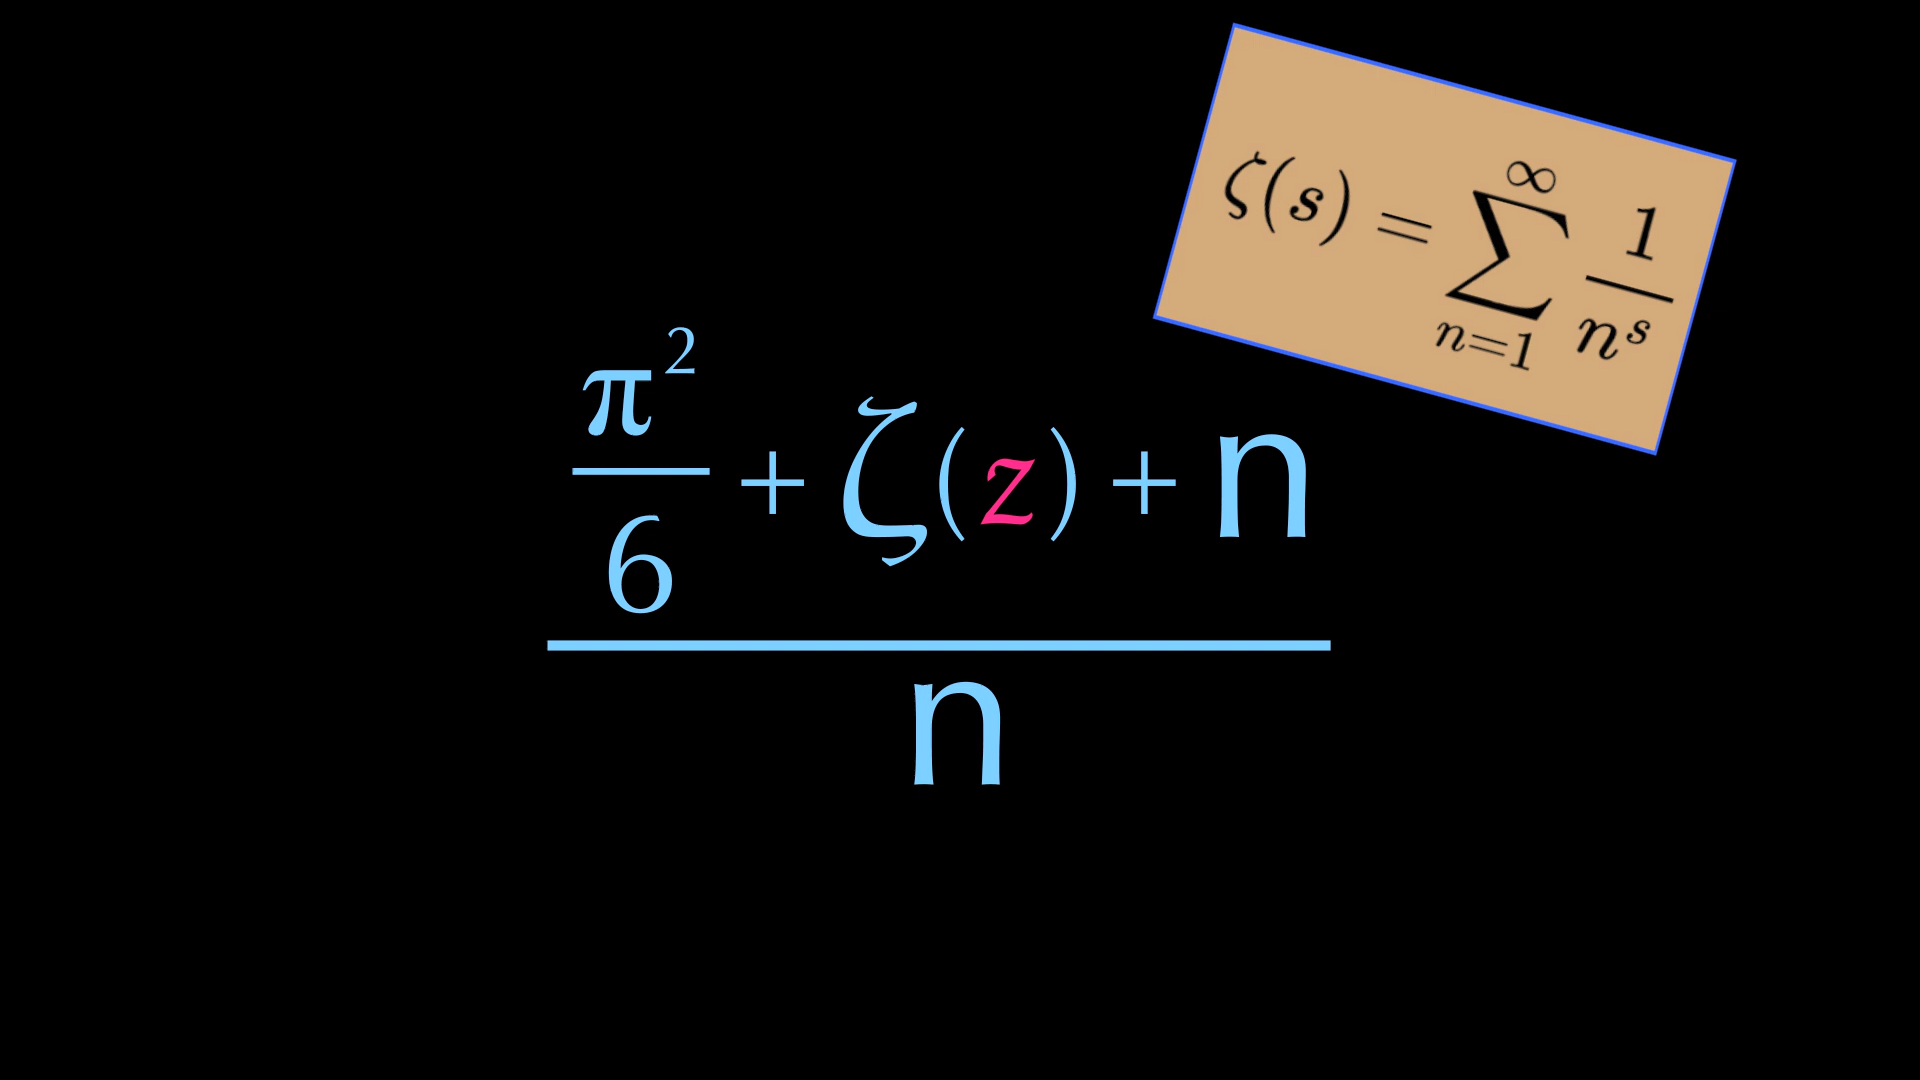 ζ(s) = ∑_{n=1}^{∞} 1/n^s
(π²/6 + ζ(z) + n)/n